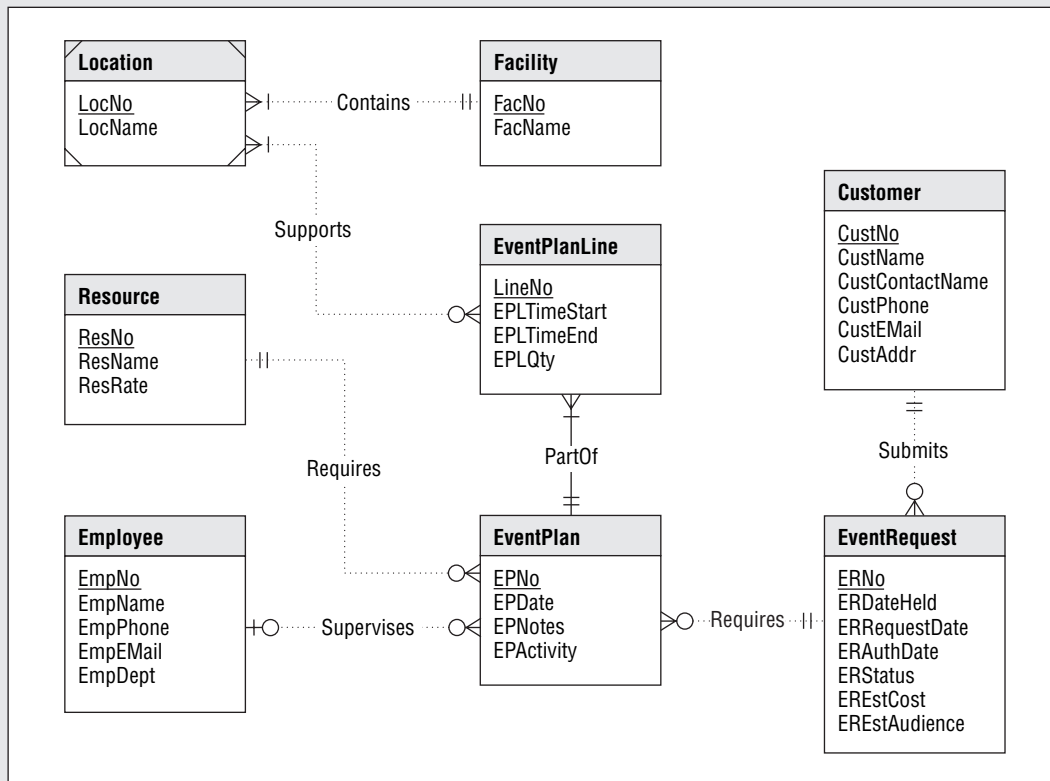 Location
LocNo
LocName
Contains
Facility
FacNo
FacName
Supports
Customer
CustNo
CustName
CustContactName
CustPhone
CustEMail
CustAddr
EventPlanLine
LineNo
EPLTimeStart
EPLTimeEnd
EPLQty
Resource
ResNo
ResName
ResRate
Requires
PartOf
Submits
Employee
EmpNo
EmpName
EmpPhone
EmpEMail
EmpDept
Supervises
EventPlan
EPNo
EPDate
EPNotes
EPActivity
Requires
EventRequest
ERNo
ERDateHeld
ERRequestDate
ERAuthDate
ERStatus
EREstCost
EREstAudience